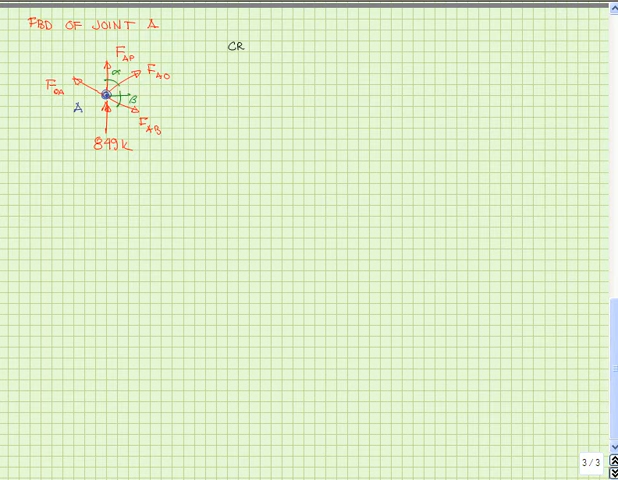 FBD OF JOINT A
CR
F_AP
α
F_AO
F_OA
B
A
F_AB
849k
3 / 3